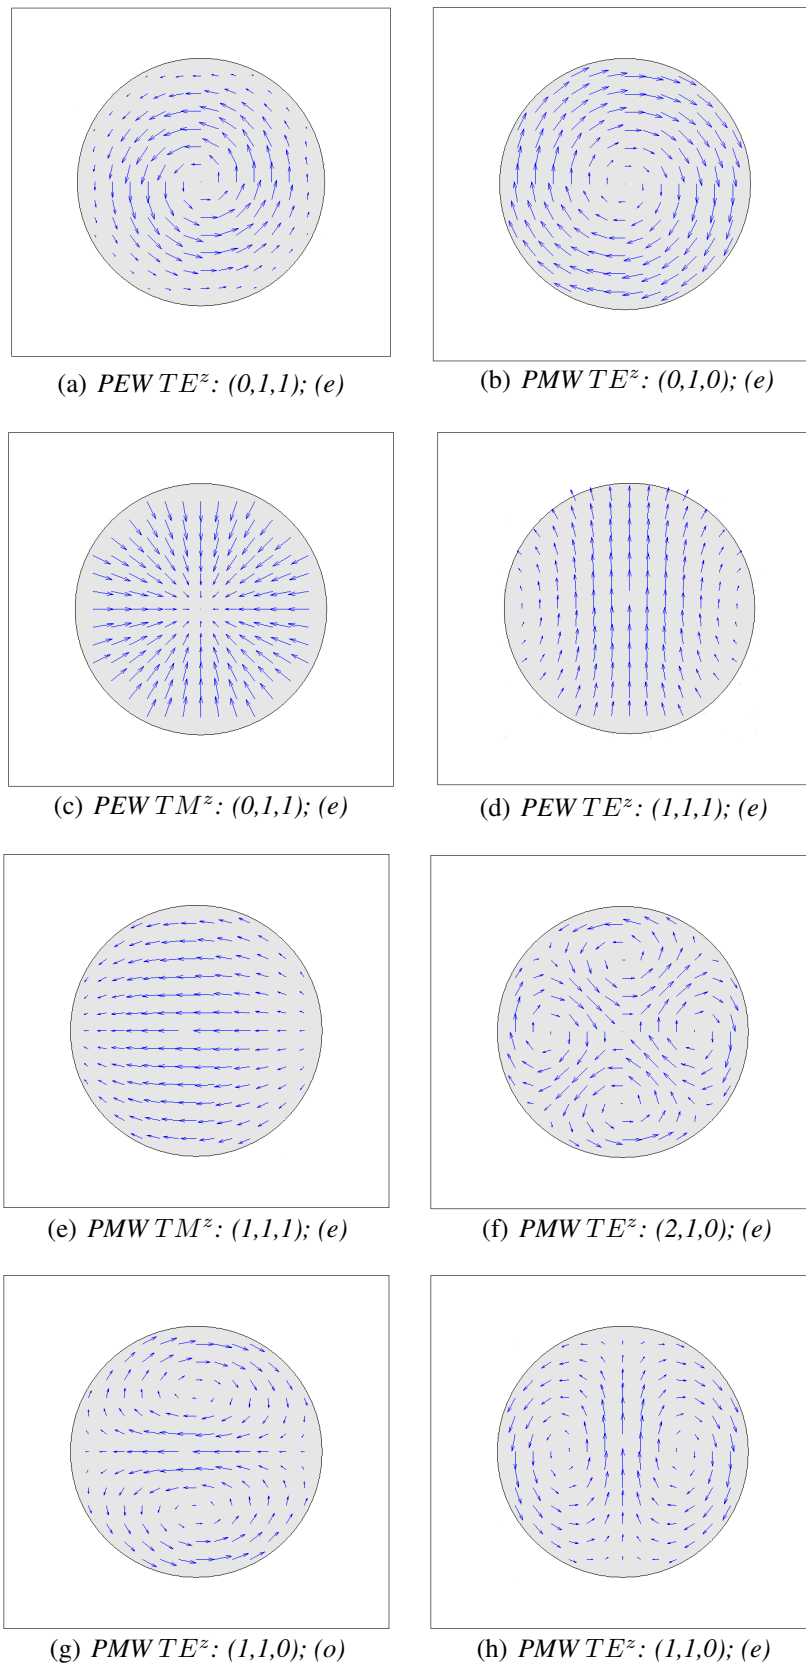 (a) PEW TE^z: (0,1,1); (e)
(b) PMW TE^z: (0,1,0); (e)
(c) PEW TM^z: (0,1,1); (e)
(d) PEW TE^z: (1,1,1); (e)
(e) PMW TM^z: (1,1,1); (e)
(f) PMW TE^z: (2,1,0); (e)
(g) PMW TE^z: (1,1,0); (o)
(h) PMW TE^z: (1,1,0); (e)